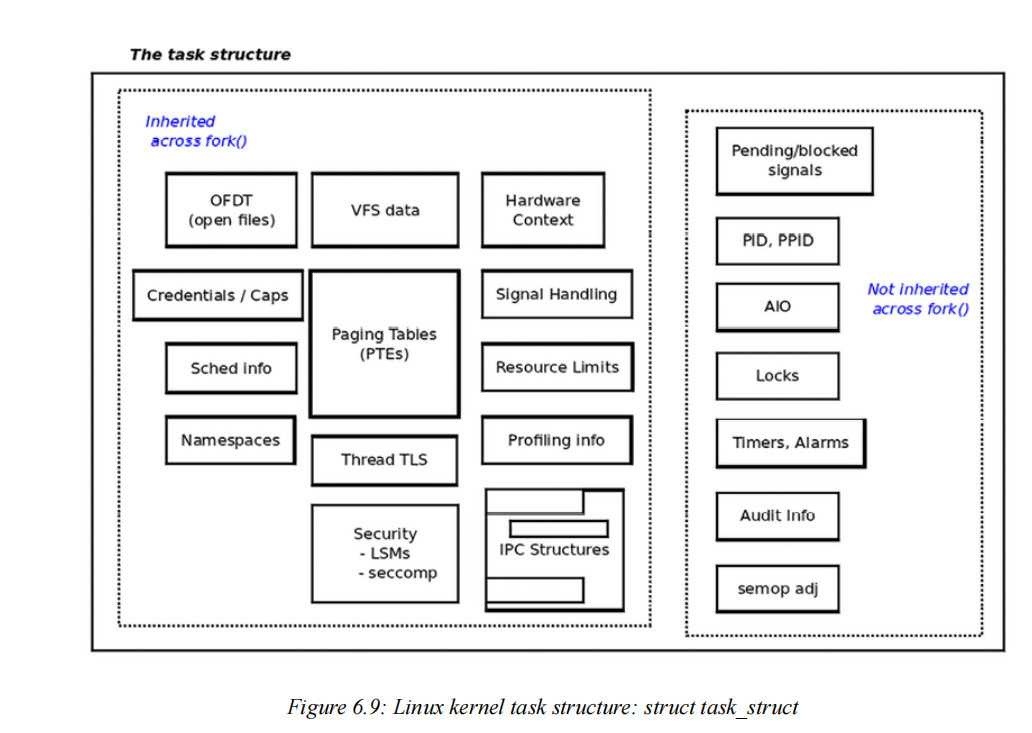 The task structure
Inherited
across fork()
OFDT
(open files)
VFS data
Hardware
Context
Credentials / Caps
Paging Tables
(PTEs)
Signal Handling
Sched info
Resource Limits
Namespaces
Thread TLS
Profiling info
Security
- LSMs
- seccomp
IPC Structures
Pending/blocked
signals
PID, PPID
AIO
Not inherited
across fork()
Locks
Timers, Alarms
Audit Info
semop adj
Figure 6.9: Linux kernel task structure: struct task_struct